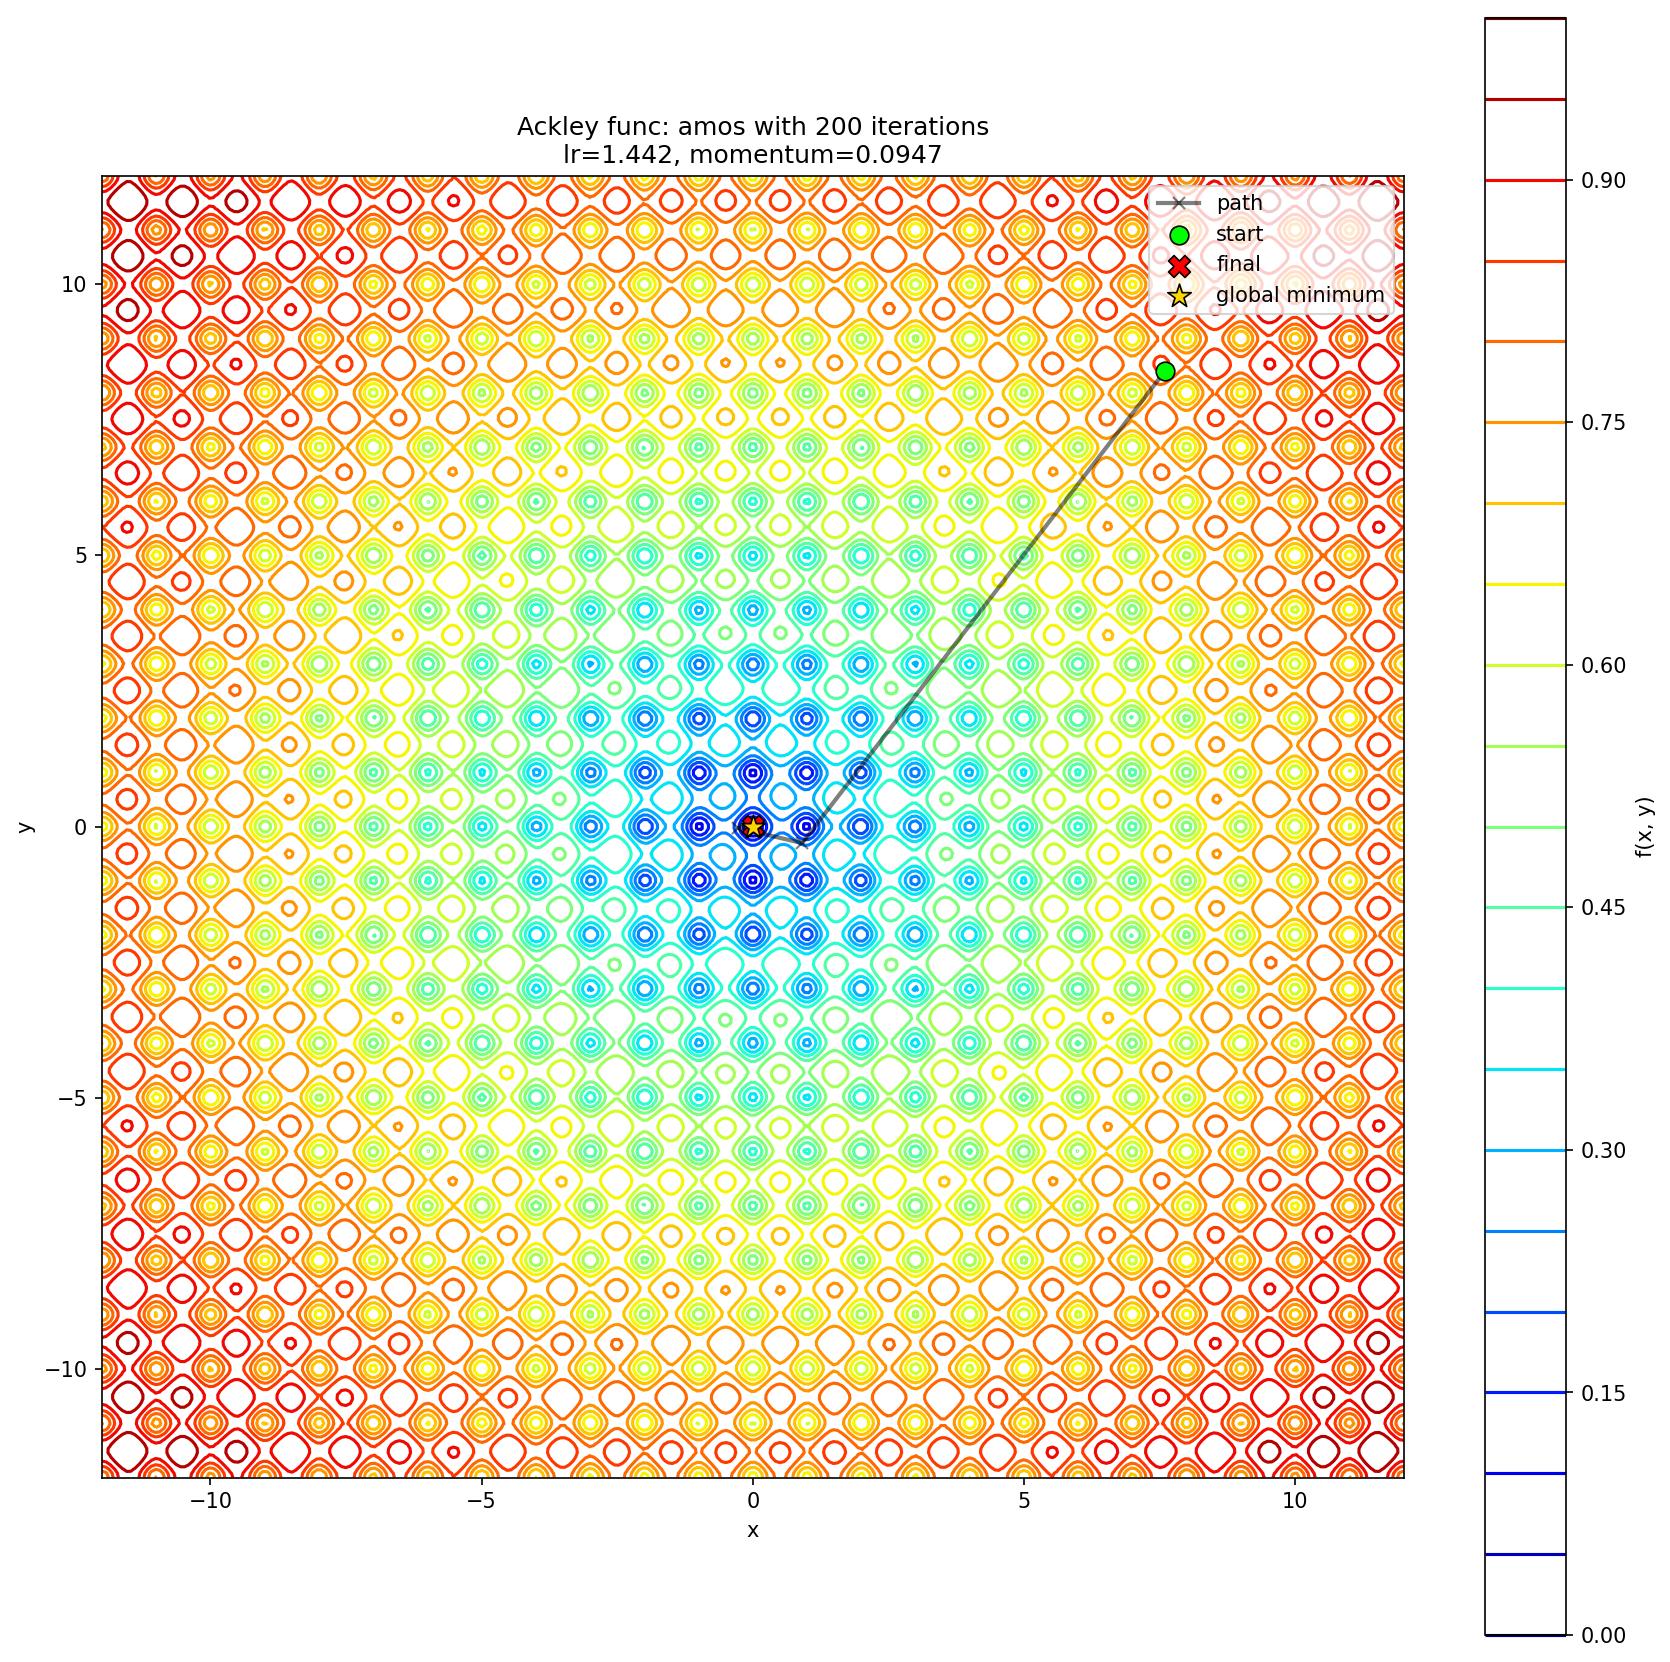 Ackley func: amos with 200 iterations
lr=1.442, momentum=0.0947
path
start
final
global minimum
10
5
0
−5
−10
y
−10
−5
0
5
10
x
0.90
0.75
0.60
0.45
0.30
0.15
0.00
f(x, y)